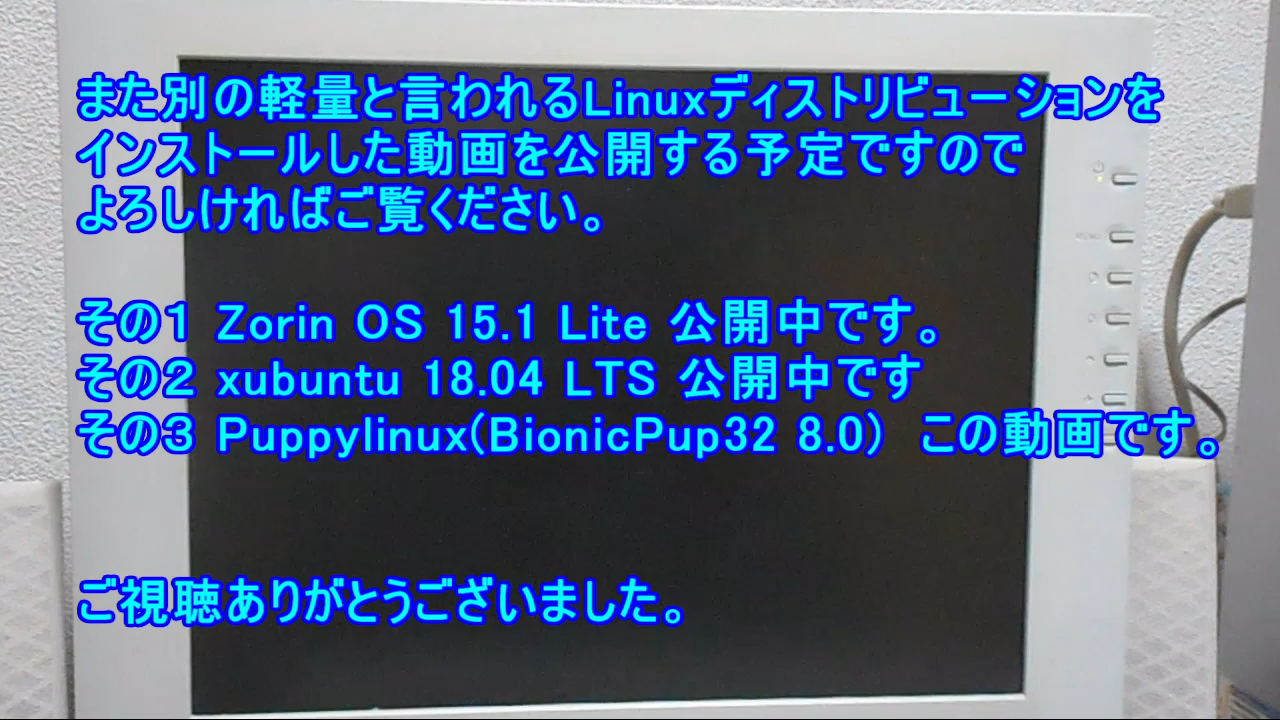 また別の軽量と言われるLinuxディストリビューションを
インストールした動画を公開する予定ですので
よろしければご覧ください。
その１ Zorin OS 15.1 Lite 公開中です。
その２ xubuntu 18.04 LTS 公開中です
その３ Puppylinux(BionicPup32 8.0) この動画です。
ご視聴ありがとうございました。